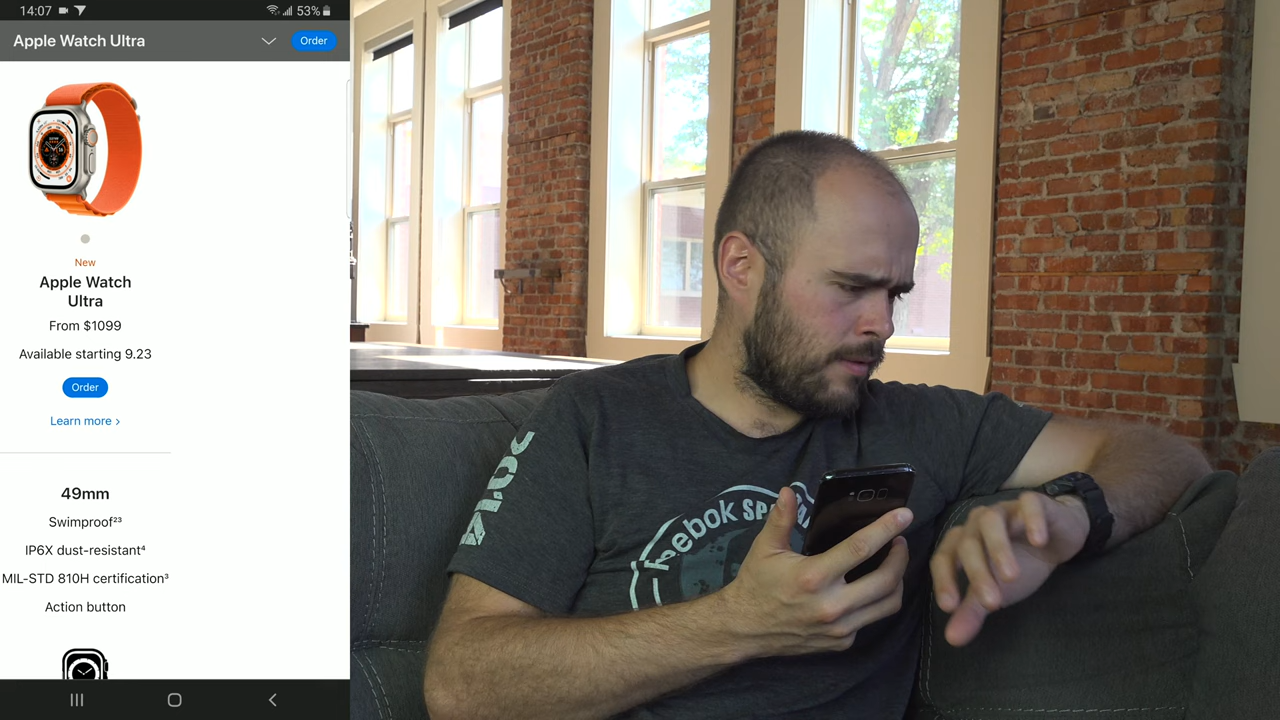 14:07
53%
Apple Watch Ultra
Order
New
Apple Watch
Ultra
From $1099
Available starting 9.23
Order
Learn more >
49mm
Swimproof²³
IP6X dust-resistant⁴
MIL-STD 810H certification³
Action button
Reebok